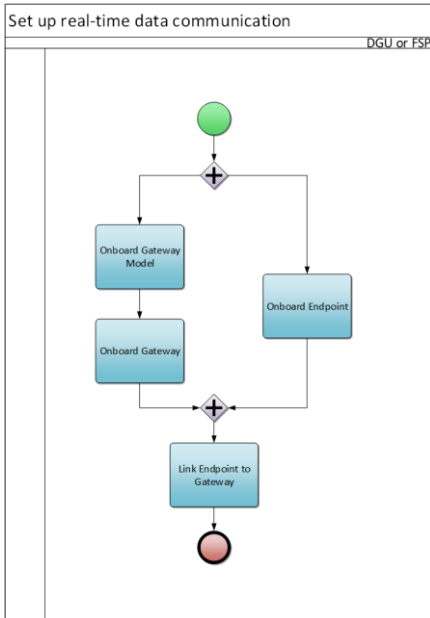 Set up real-time data communication
DGU or FSP
Onboard Gateway
Model
Onboard Endpoint
Onboard Gateway
Link Endpoint to
Gateway